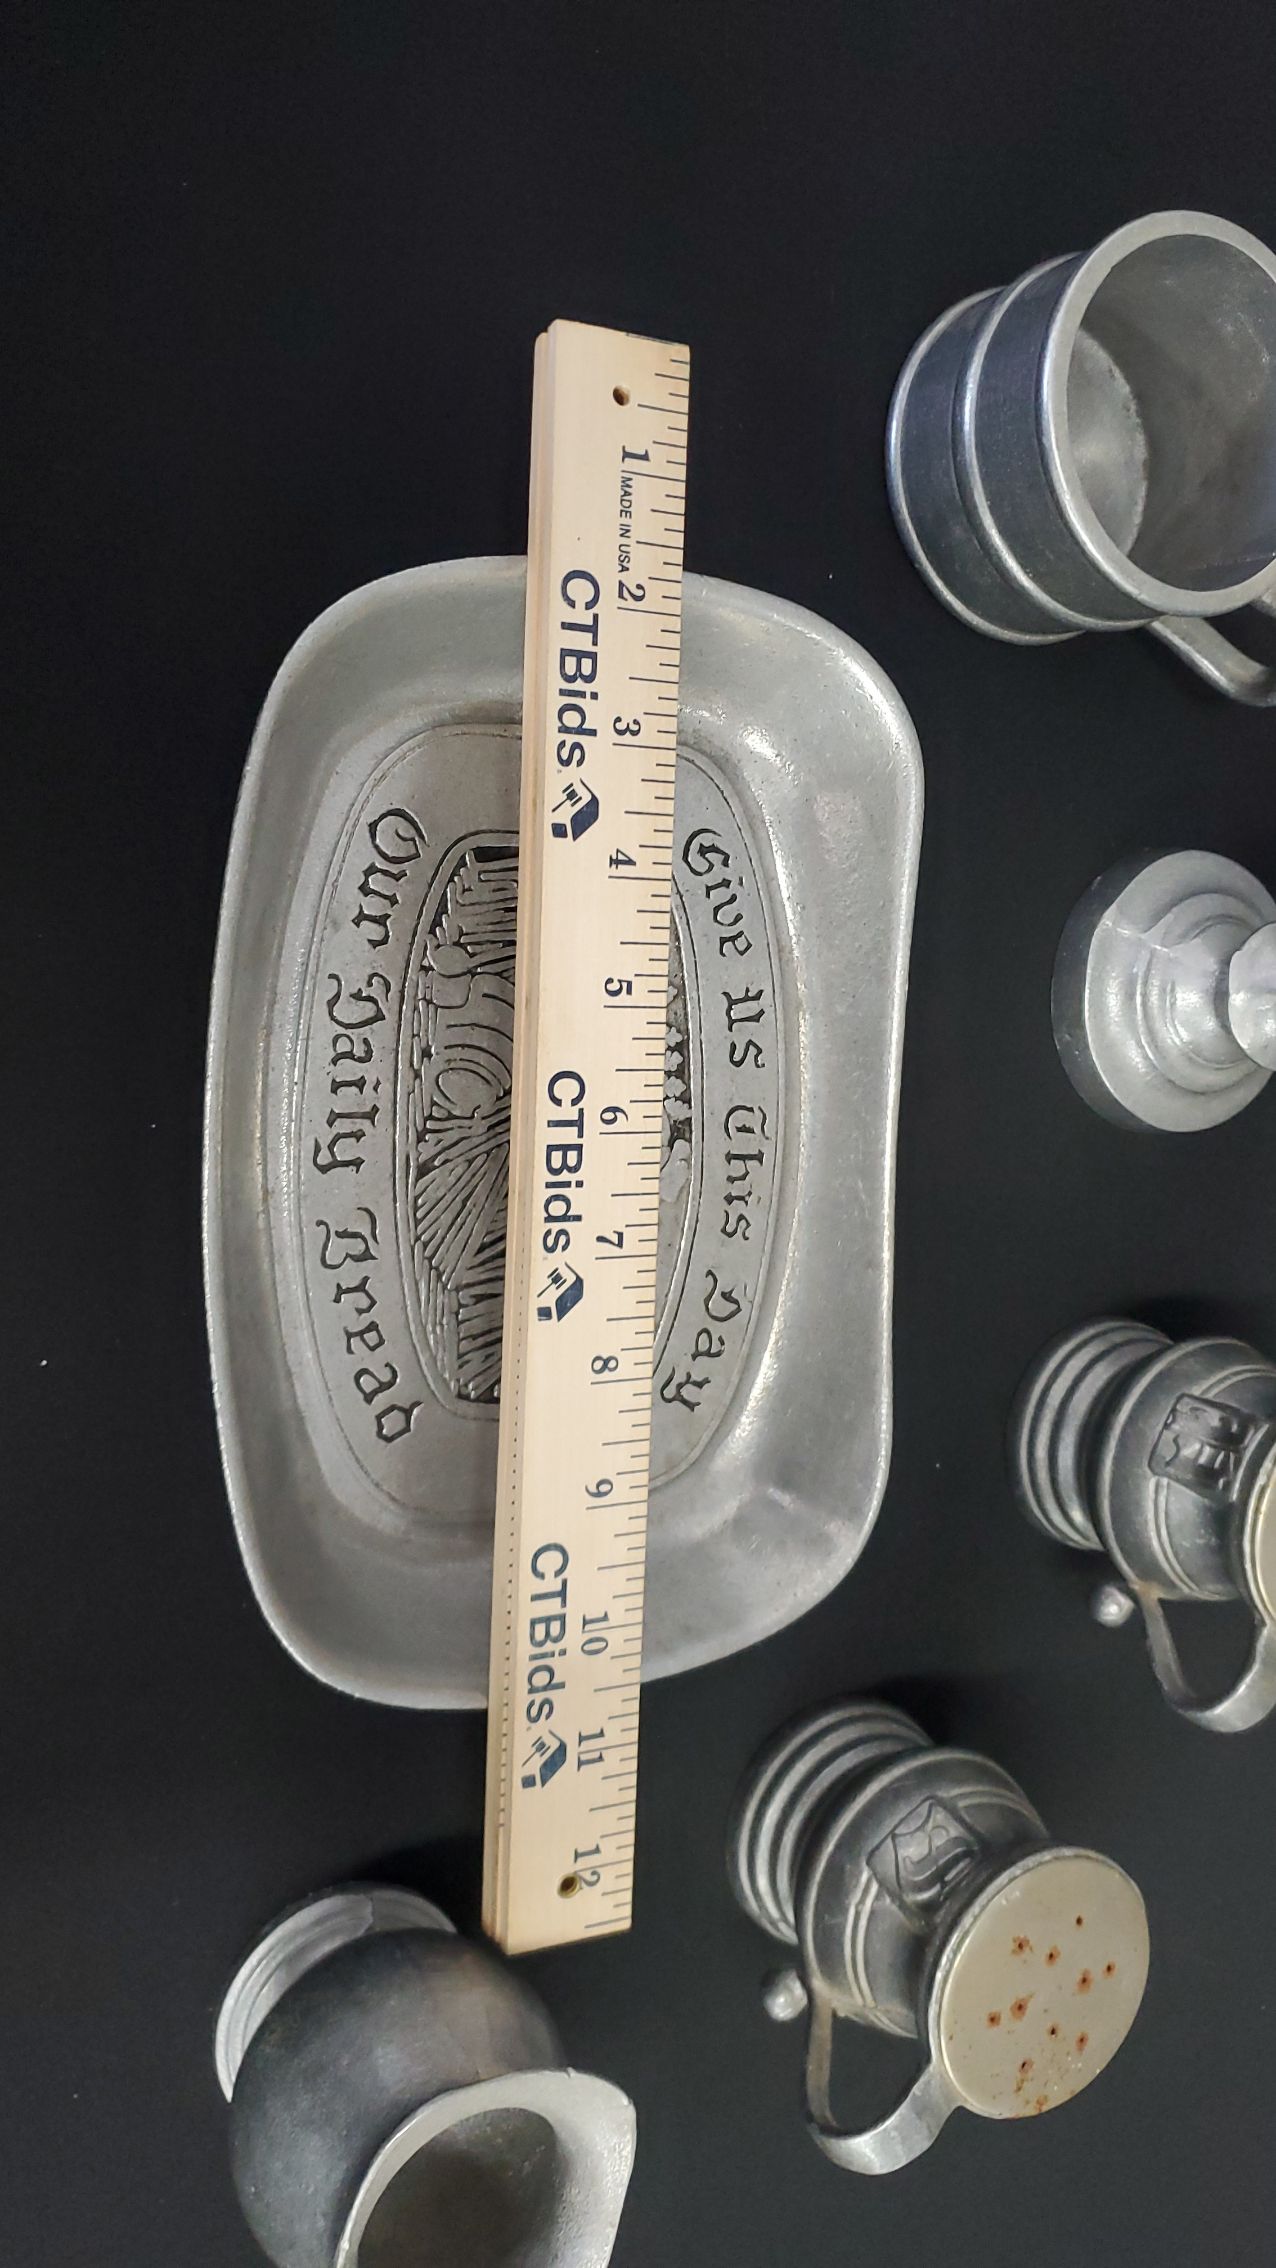 Give Us This Day
Our Daily Bread
1 2 3 4 5 6 7 8 9 10 11 12
MADE IN USA
CTBids
CTBids
CTBids